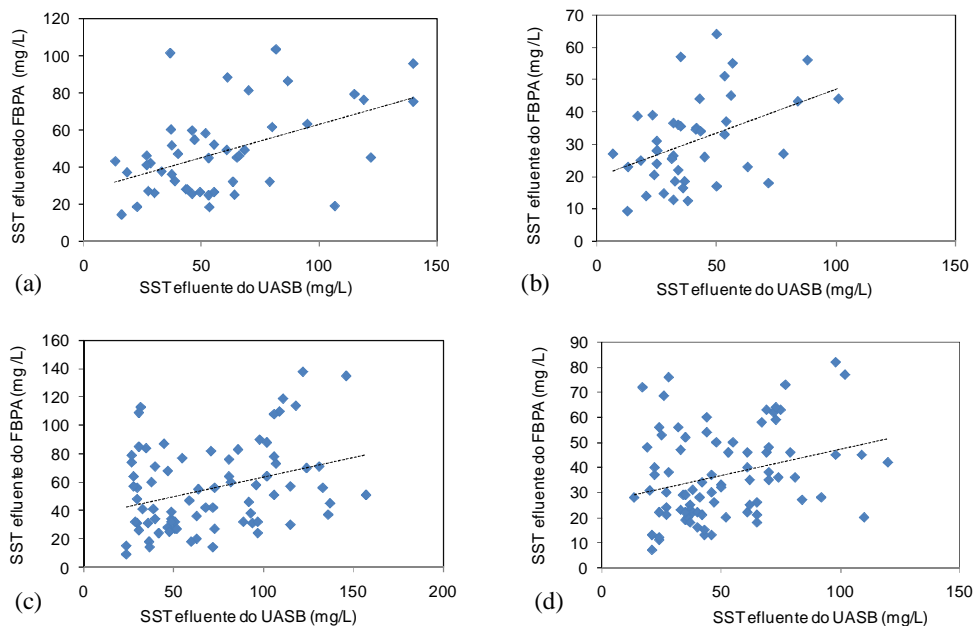 120
100
80
60
40
20
0
SST efluentedo FBPA (mg /L)
0 50 100 150
(a) SST efluente do UASB (mg/L)
70
60
50
40
30
20
10
0
SST efluente do FBPA (mg /L)
0 50 100 150
(b) SST efluente do UASB (mg/L)
160
140
120
100
80
60
40
20
0
SST efluente do FBPA (mg /L)
0 50 100 150 200
(c) SST efluente do UASB (mg/L)
90
80
70
60
50
40
30
20
10
0
SST efluente do FBPA (mg /L)
0 50 100 150
(d) SST efluente do UASB (mg/L)